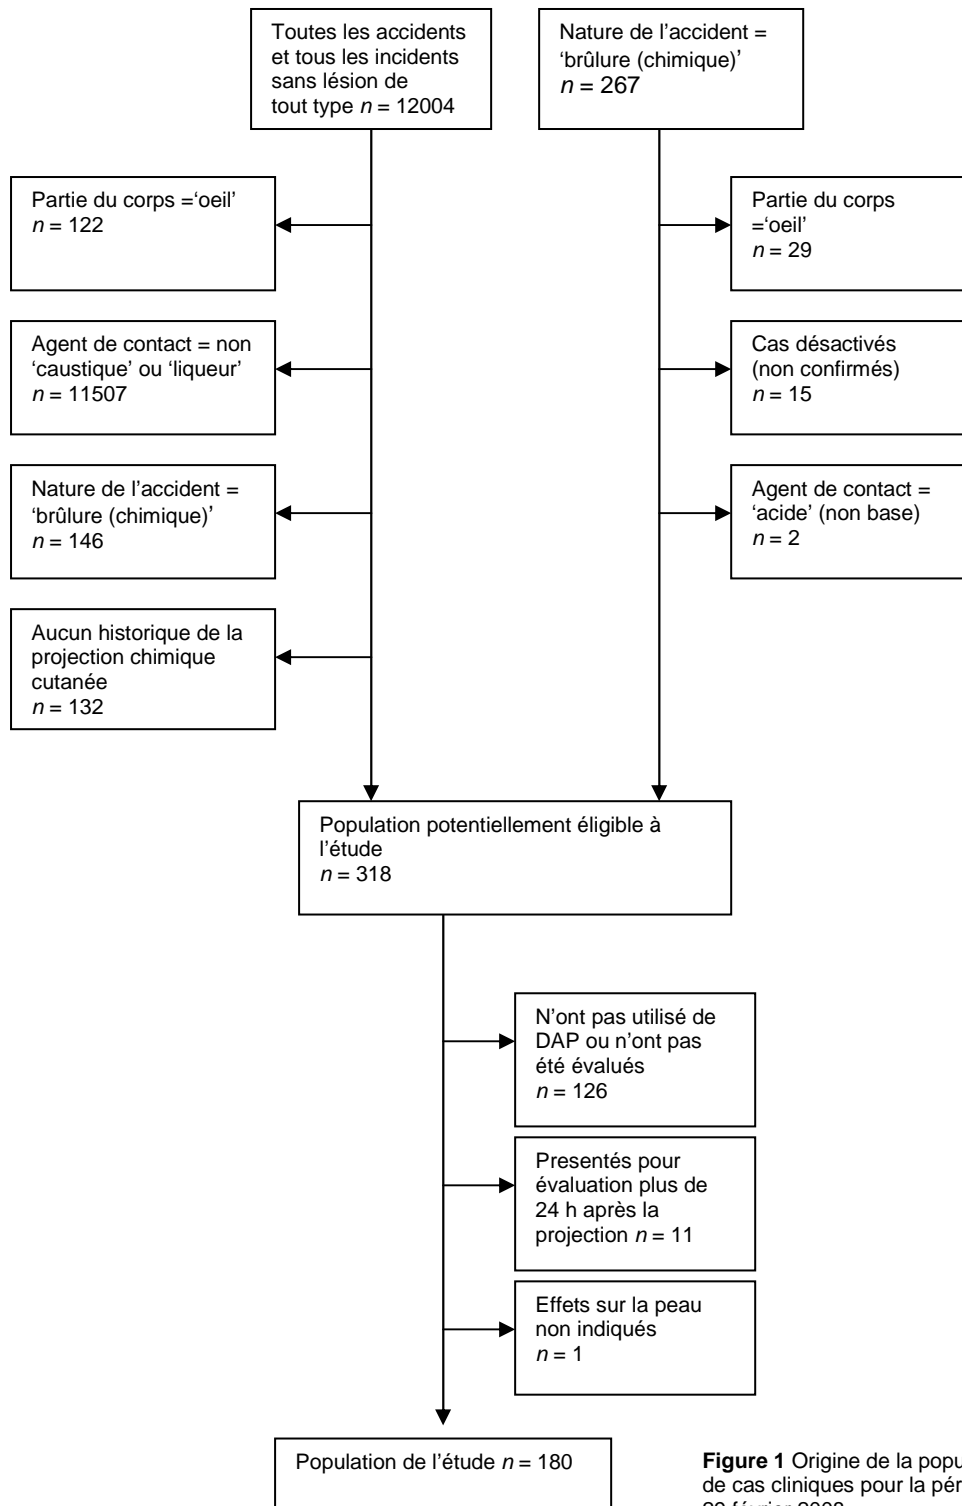 Toutes les accidents
et tous les incidents
sans lésion de
tout type n = 12004
Nature de l'accident =
'brûlure (chimique)'
n = 267
Partie du corps ='oeil'
n = 122
Partie du corps
='oeil'
n = 29
Agent de contact = non
'caustique' ou 'liqueur'
n = 11507
Cas désactivés
(non confirmés)
n = 15
Nature de l'accident =
'brûlure (chimique)'
n = 146
Agent de contact =
'acide' (non base)
n = 2
Aucun historique de la
projection chimique
cutanée
n = 132
Population potentiellement éligible à
l'étude
n = 318
N'ont pas utilisé de
DAP ou n'ont pas
été évalués
n = 126
Presentés pour
évaluation plus de
24 h après la
projection n = 11
Effets sur la peau
non indiqués
n = 1
Population de l'étude n = 180
Figure 1 Origine de la popu
de cas cliniques pour la pér